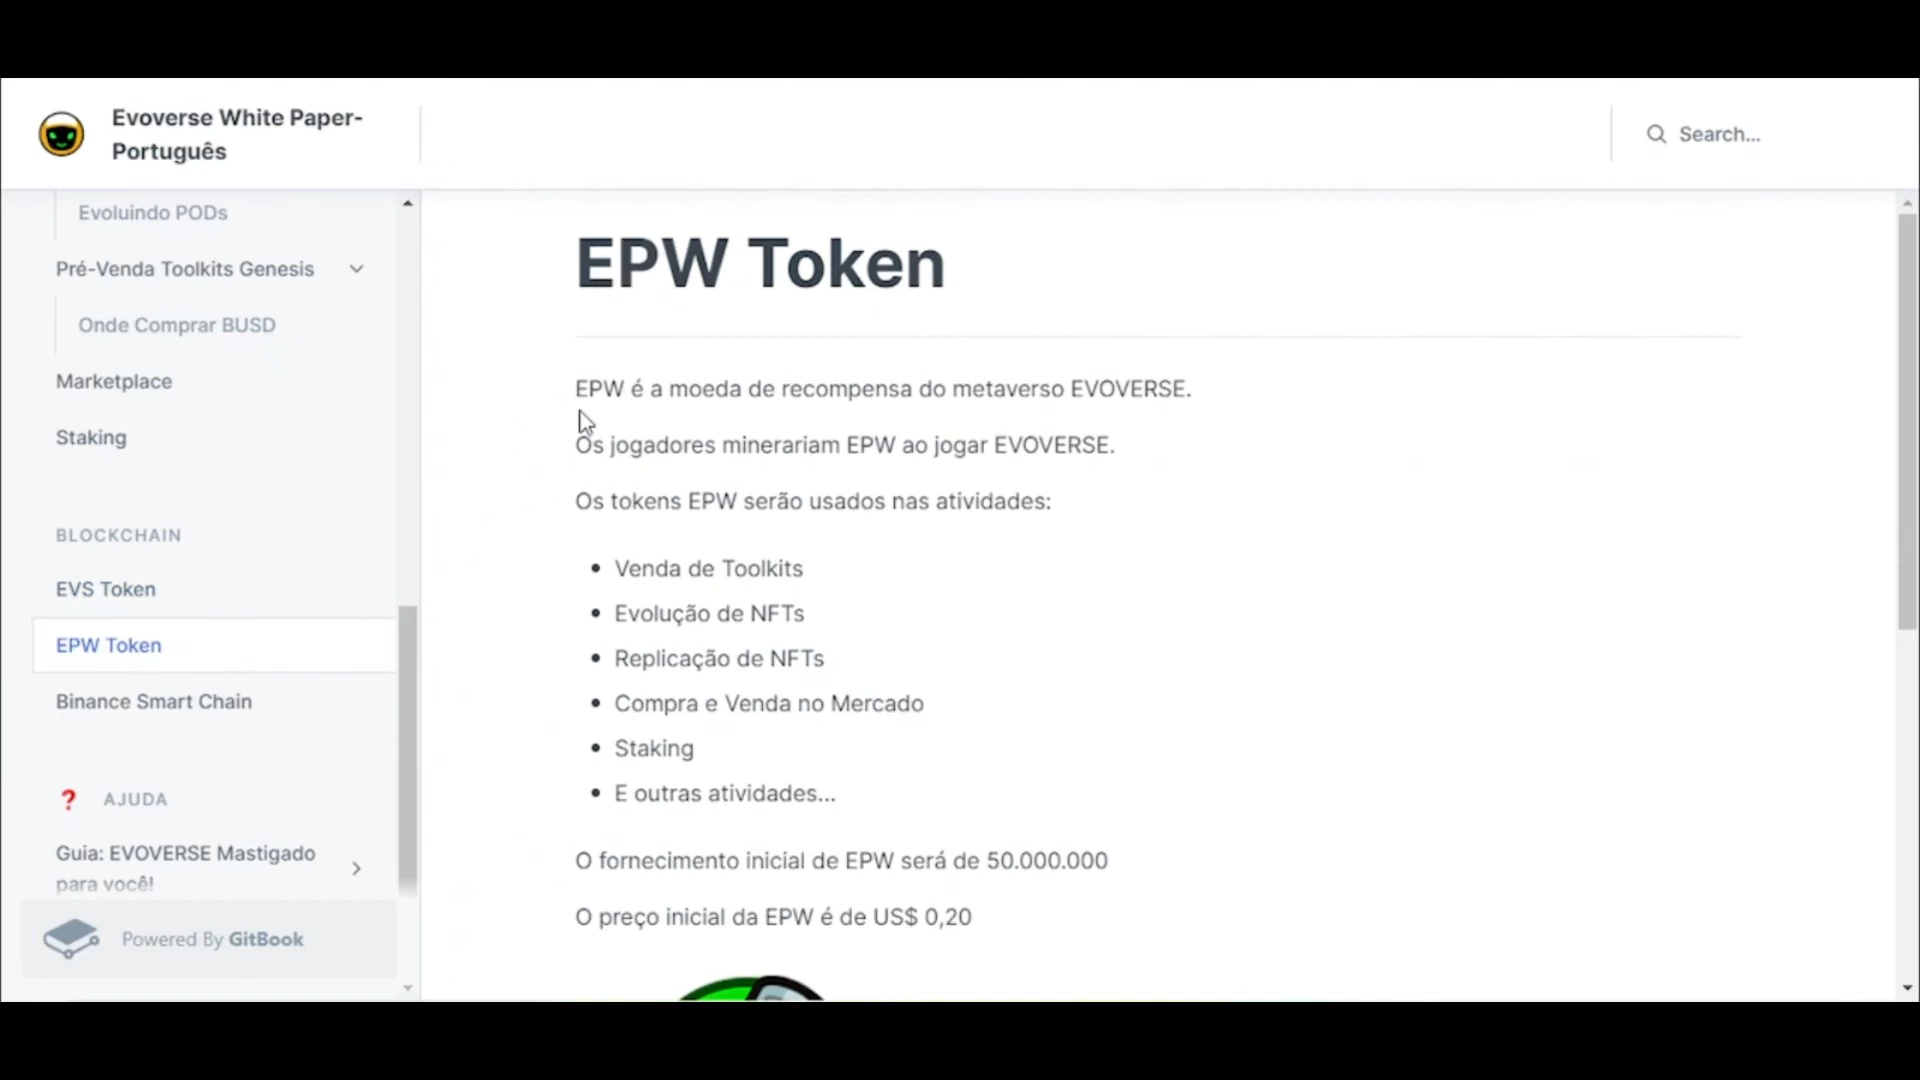 Evoverse White Paper-
Português
Search...
Evoluindo PODs
Pré-Venda Toolkits Genesis
Onde Comprar BUSD
Marketplace
Staking
BLOCKCHAIN
EVS Token
EPW Token
Binance Smart Chain
❓ AJUDA
Guia: EVOVERSE Mastigado
para você!
Powered By GitBook
EPW Token
EPW é a moeda de recompensa do metaverso EVOVERSE.
Os jogadores minerariam EPW ao jogar EVOVERSE.
Os tokens EPW serão usados nas atividades:
• Venda de Toolkits
• Evolução de NFTs
• Replicação de NFTs
• Compra e Venda no Mercado
• Staking
• E outras atividades...
O fornecimento inicial de EPW será de 50.000.000
O preço inicial da EPW é de US$ 0,20